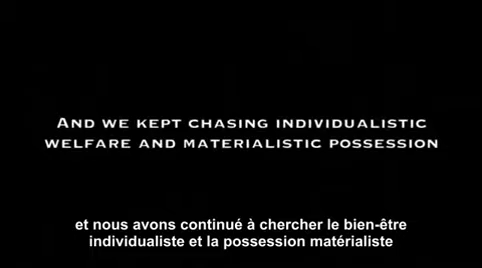 And we kept chasing individualistic
welfare and materialistic possession
et nous avons continué à chercher le bien-être
individualiste et la possession matérialiste